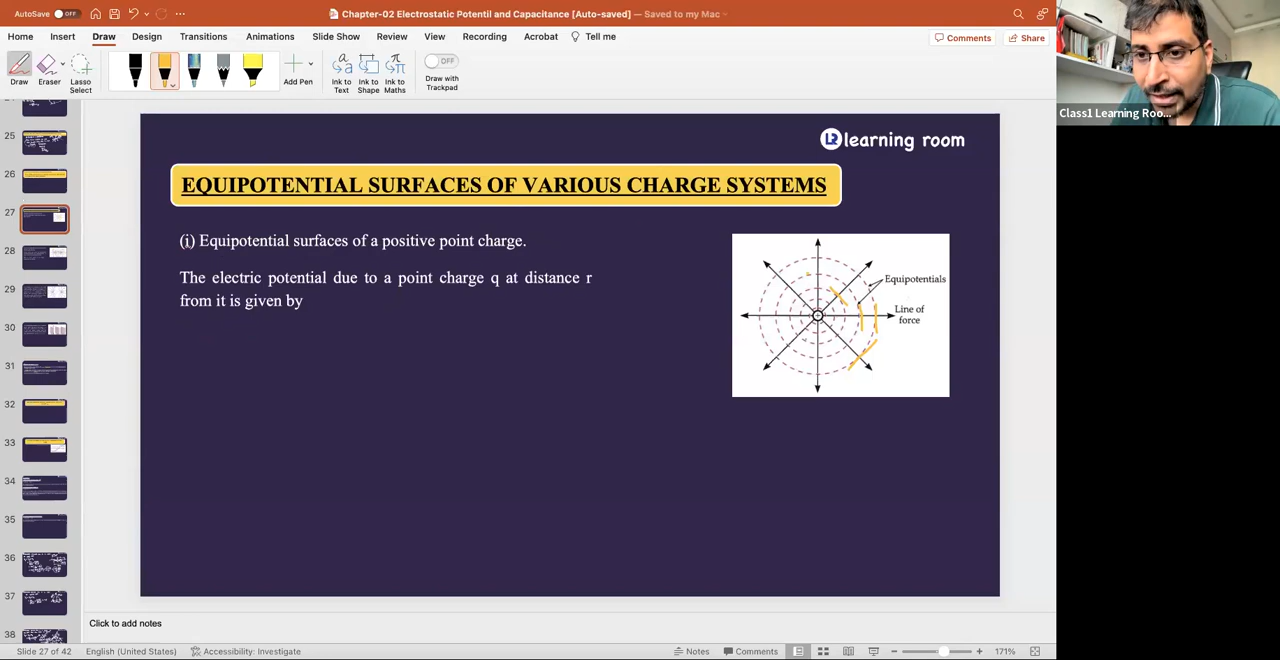 AutoSave OFF
Chapter-02 Electrostatic Potentil and Capacitance [Auto-saved] — Saved to my Mac
Home Insert Draw Design Transitions Animations Slide Show Review View Recording Acrobat Tell me
Comments Share
Draw
Eraser
Lasso
Select
Add Pen
Ink to
Text
Ink to
Shape
Ink to
Maths
OFF
Draw with
Trackpad
Class1 Learning Roo...
25
26
27
28
29
30
31
32
33
34
35
36
37
38
LR learning room
EQUIPOTENTIAL SURFACES OF VARIOUS CHARGE SYSTEMS
(i) Equipotential surfaces of a positive point charge.
The electric potential due to a point charge q at distance r
from it is given by
Equipotentials
Line of
force
Click to add notes
Slide 27 of 42 English (United States) Accessibility: Investigate
Notes Comments 171%